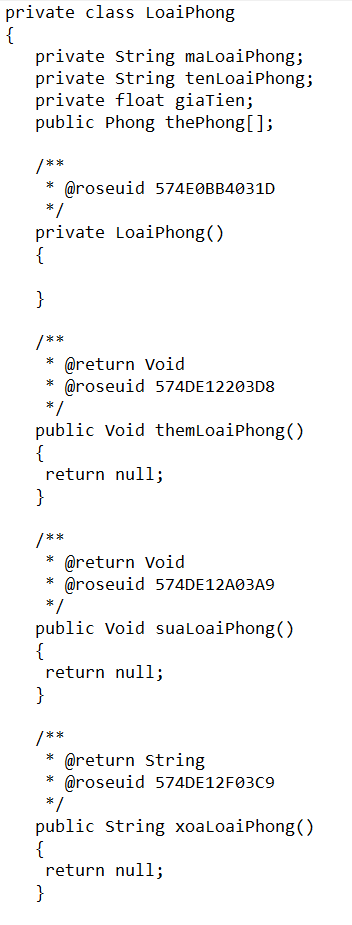 private class LoaiPhong
{
   private String maLoaiPhong;
   private String tenLoaiPhong;
   private float giaTien;
   public Phong thePhong[];

   /**
    * @roseuid 574E0BB4031D
    */
   private LoaiPhong()
   {

   }

   /**
    * @return Void
    * @roseuid 574DE12203D8
    */
   public Void themLoaiPhong()
   {
    return null;
   }

   /**
    * @return Void
    * @roseuid 574DE12A03A9
    */
   public Void suaLoaiPhong()
   {
    return null;
   }

   /**
    * @return String
    * @roseuid 574DE12F03C9
    */
   public String xoaLoaiPhong()
   {
    return null;
   }